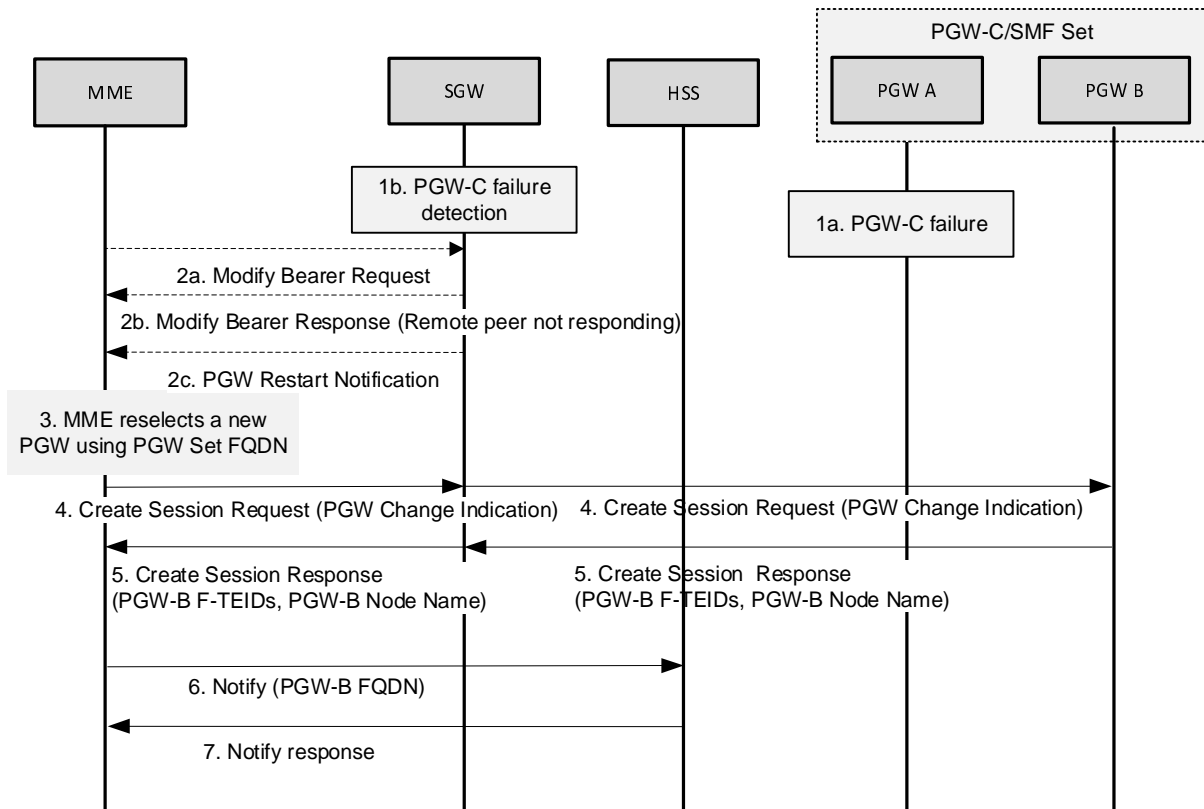 PGW-C/SMF Set
MME
SGW
HSS
PGW A
PGW B
1b. PGW-C failure
detection
1a. PGW-C failure
2a. Modify Bearer Request
2b. Modify Bearer Response (Remote peer not responding)
2c. PGW Restart Notification
3. MME reselects a new
PGW using PGW Set FQDN
4. Create Session Request (PGW Change Indication)
4. Create Session Request (PGW Change Indication)
5. Create Session Response
(PGW-B F-TEIDs, PGW-B Node Name)
5. Create Session Response
(PGW-B F-TEIDs, PGW-B Node Name)
6. Notify (PGW-B FQDN)
7. Notify response